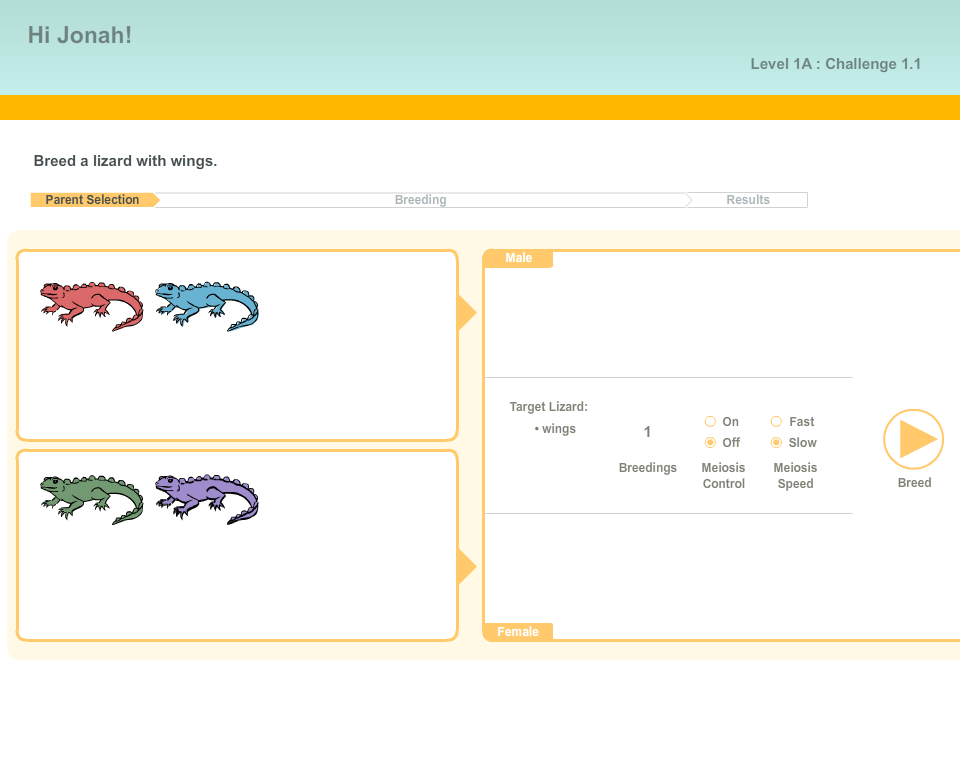 Hi Jonah!
Level 1A : Challenge 1.1
Breed a lizard with wings.
Parent Selection
Breeding
Results
Male
Target Lizard:
• wings
1
Breedings
On
Off
Meiosis
Control
Fast
Slow
Meiosis
Speed
Breed
Female